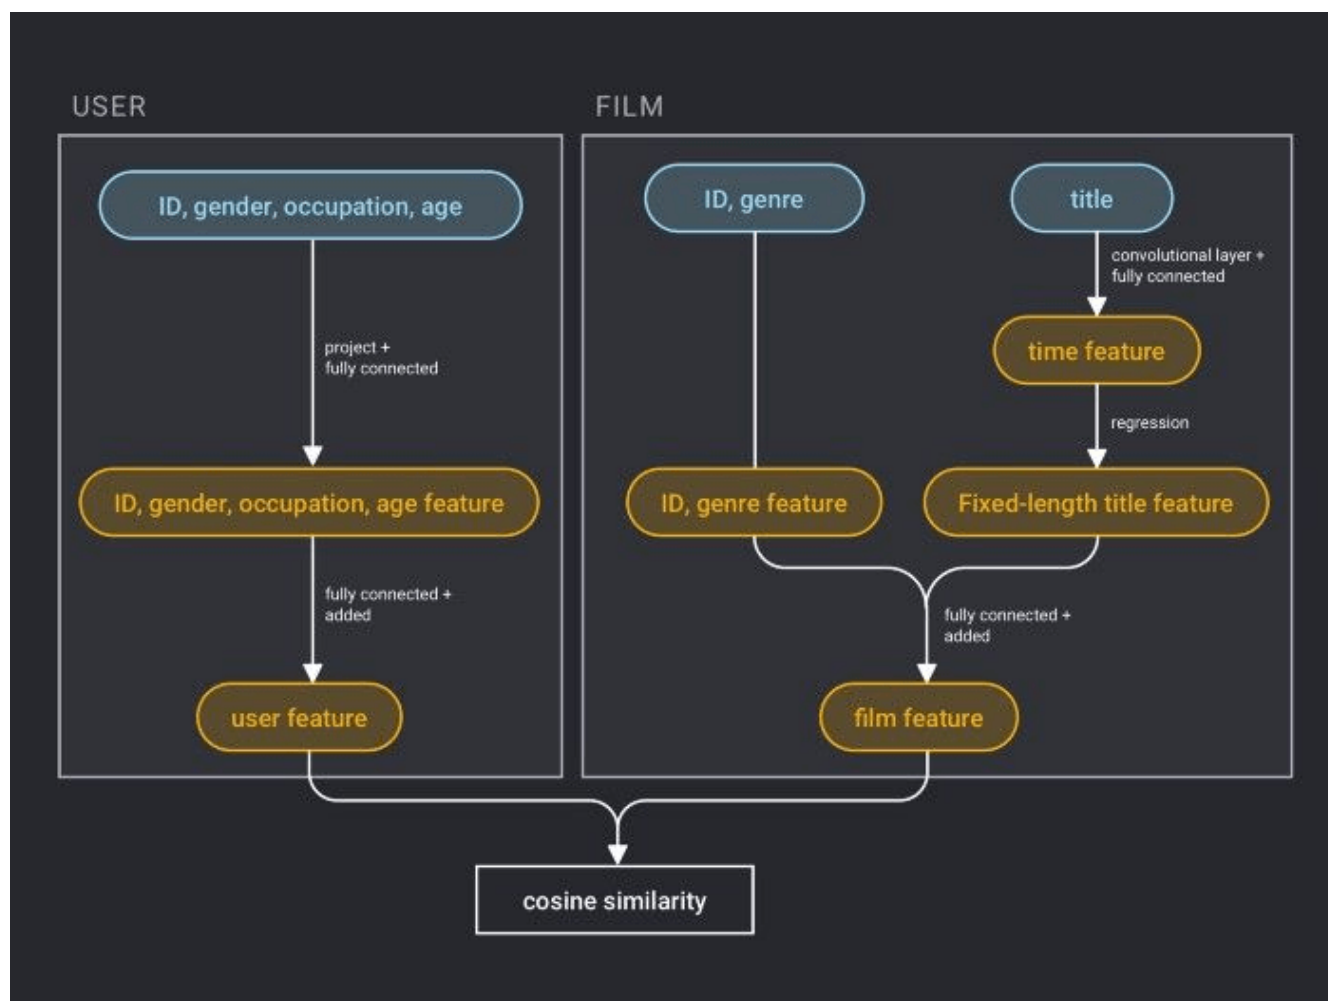 USER
ID, gender, occupation, age
project +
fully connected
ID, gender, occupation, age feature
fully connected +
added
user feature
FILM
ID, genre
title
convolutional layer +
fully connected
time feature
regression
ID, genre feature
Fixed-length title feature
fully connected +
added
film feature
cosine similarity